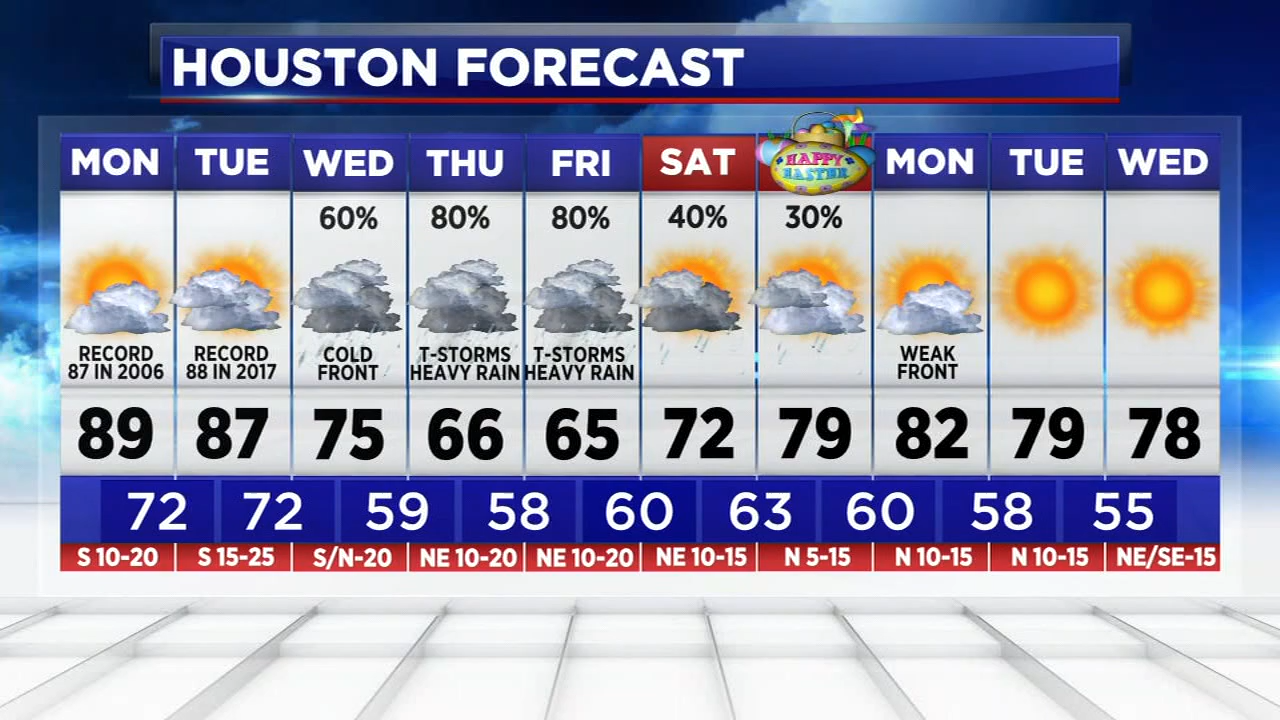 HOUSTON FORECAST
MON TUE WED THU FRI SAT HAPPY EASTER MON TUE WED
60% 80% 80% 40% 30%
RECORD 87 IN 2006
RECORD 88 IN 2017
COLD FRONT
T-STORMS HEAVY RAIN
T-STORMS HEAVY RAIN
WEAK FRONT
89 87 75 66 65 72 79 82 79 78
72 72 59 58 60 63 60 58 55
S 10-20 S 15-25 S/N-20 NE 10-20 NE 10-20 NE 10-15 N 5-15 N 10-15 N 10-15 NE/SE-15